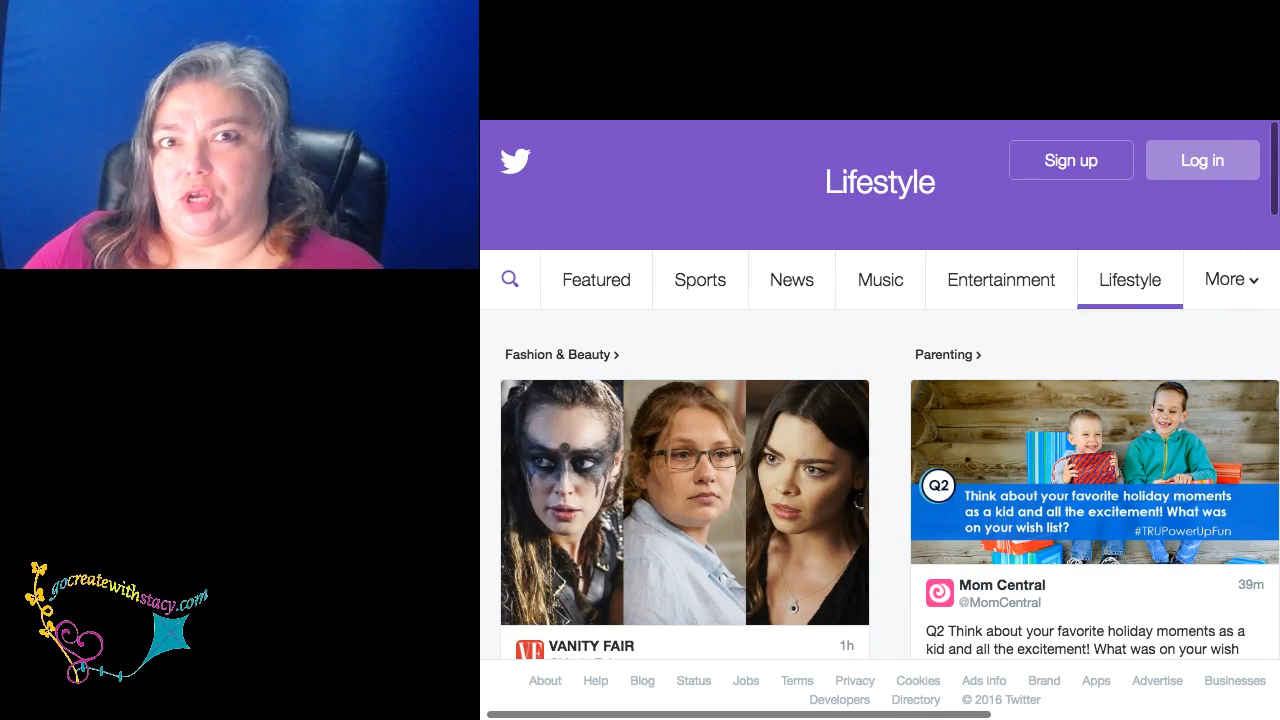 Lifestyle
Sign up
Log in
Featured
Sports
News
Music
Entertainment
Lifestyle
More
Fashion & Beauty
Parenting
Q2
Think about your favorite holiday moments
as a kid and all the excitement! What was
on your wish list?
#TRUPowerUpFun
Mom Central
39m
@MomCentral
Q2 Think about your favorite holiday moments as a
kid and all the excitement! What was on your wish
VF
VANITY FAIR
1h
gocreatewithstacy.com
About Help Blog Status Jobs Terms Privacy Cookies Ads info Brand Apps Advertise Businesses
Developers Directory © 2016 Twitter